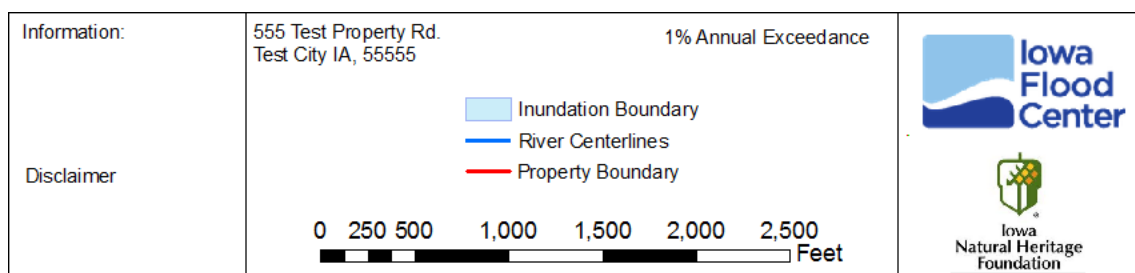 Information:
555 Test Property Rd.
Test City IA, 55555
1% Annual Exceedance
Inundation Boundary
River Centerlines
Property Boundary
Disclaimer
0 250 500 1,000 1,500 2,000 2,500
Feet
Iowa
Flood
Center
Iowa
Natural Heritage
Foundation